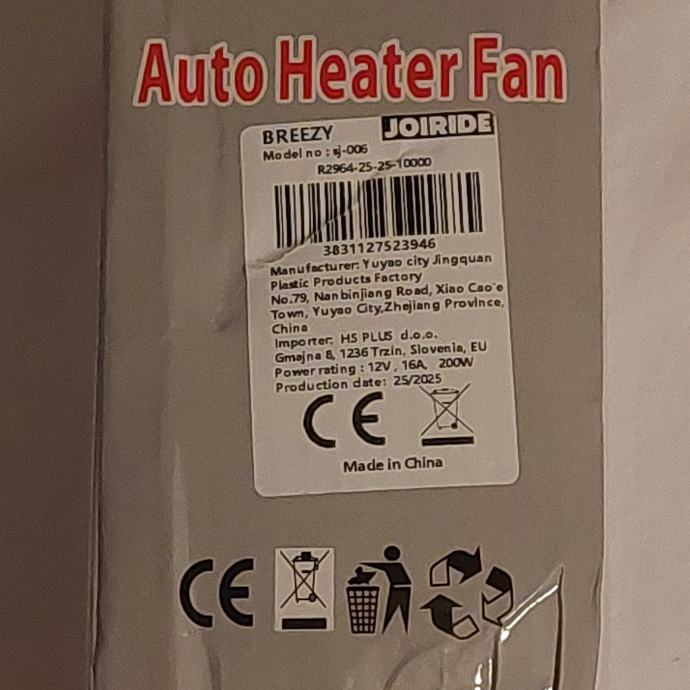 Auto Heater Fan
BREEZY JOIRIDE
Model no : sj-006
R2964-25-25-10000
3831127523946
Manufacturer: Yuyao city Jingquan
Plastic Products Factory
No.79, Nanbinjiang Road, Xiao Cao'e
Town, Yuyao City,Zhejiang Province,
China
Importer: HS PLUS d.o.o.
Gmajna 8, 1236 Trzin, Slovenia, EU
Power rating : 12V , 16A, 200W
Production date: 25/2025
CE
Made in China
CE